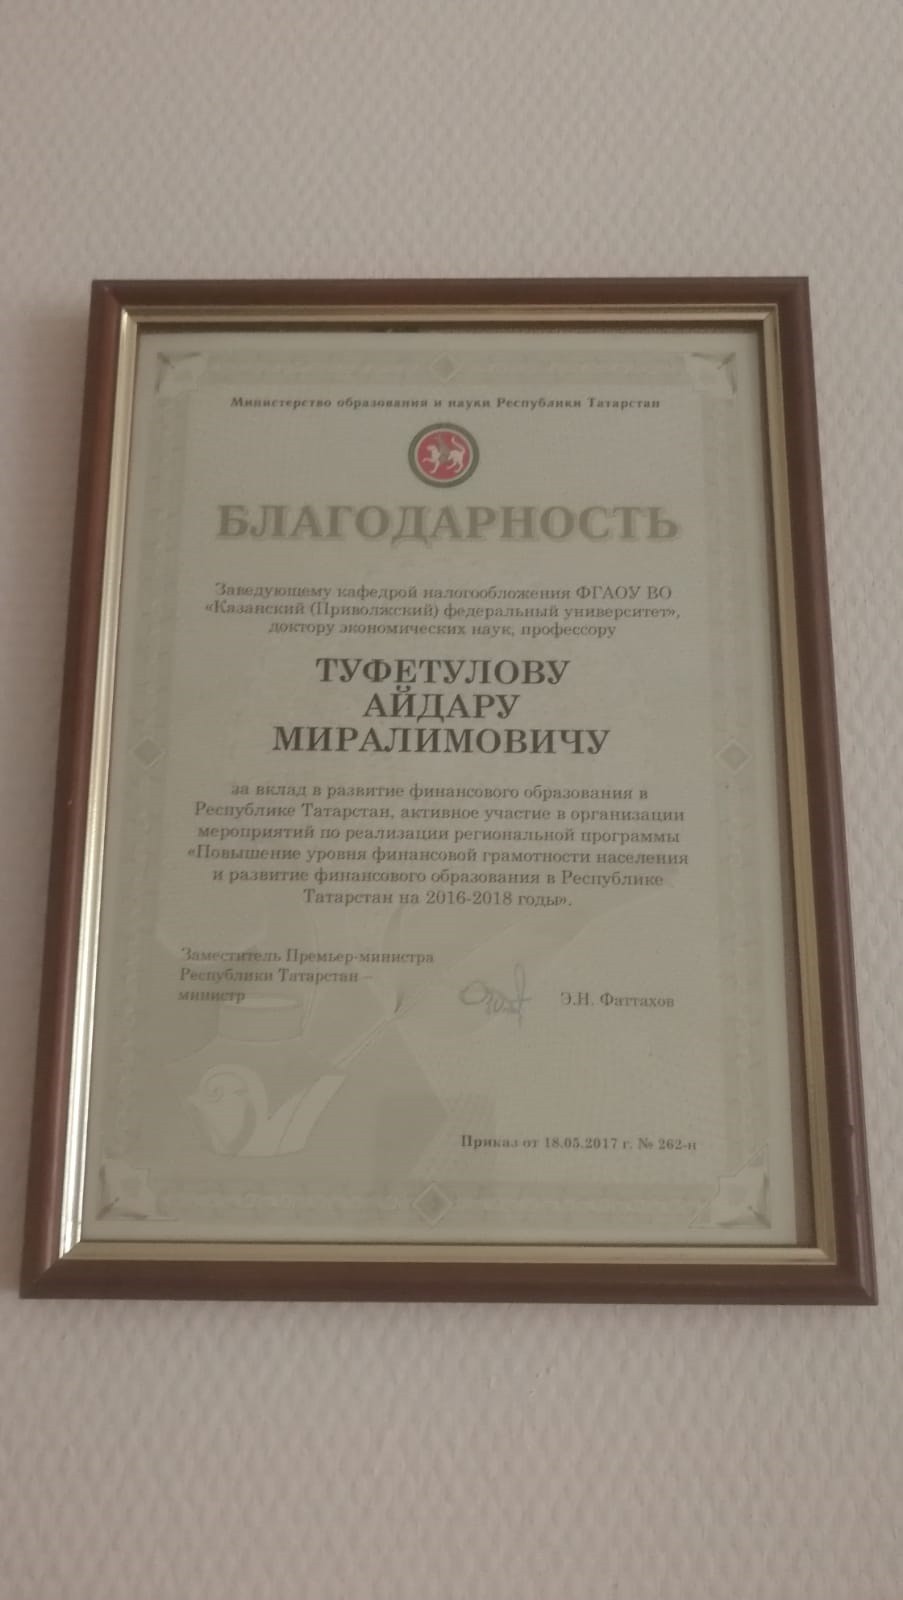 Министерство образования и науки Республики Татарстан
БЛАГОДАРНОСТЬ
Заведующему кафедрой налогообложения ФГАОУ ВО
«Казанский (Приволжский) федеральный университет»,
доктору экономических наук, профессору
ТУФЕТУЛОВУ
АЙДАРУ
МИРАЛИМОВИЧУ
за вклад в развитие финансового образования в
Республике Татарстан, активное участие в организации
мероприятий по реализации региональной программы
«Повышение уровня финансовой грамотности населения
и развитие финансового образования в Республике
Татарстан на 2016-2018 годы».
Заместитель Премьер-министра
Республики Татарстан –
министр
Э.Н. Фаттахов
Приказ от 18.05.2017 г. № 262-н